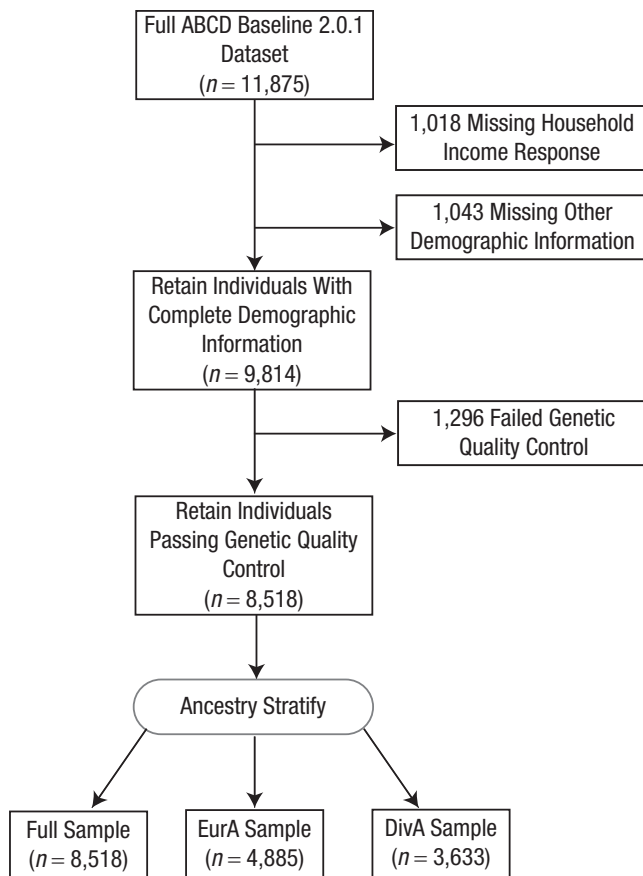 Full ABCD Baseline 2.0.1
Dataset
(n = 11,875)
1,018 Missing Household
Income Response
1,043 Missing Other
Demographic Information
Retain Individuals With
Complete Demographic
Information
(n = 9,814)
1,296 Failed Genetic
Quality Control
Retain Individuals
Passing Genetic Quality
Control
(n = 8,518)
Ancestry Stratify
Full Sample
(n = 8,518)
EurA Sample
(n = 4,885)
DivA Sample
(n = 3,633)